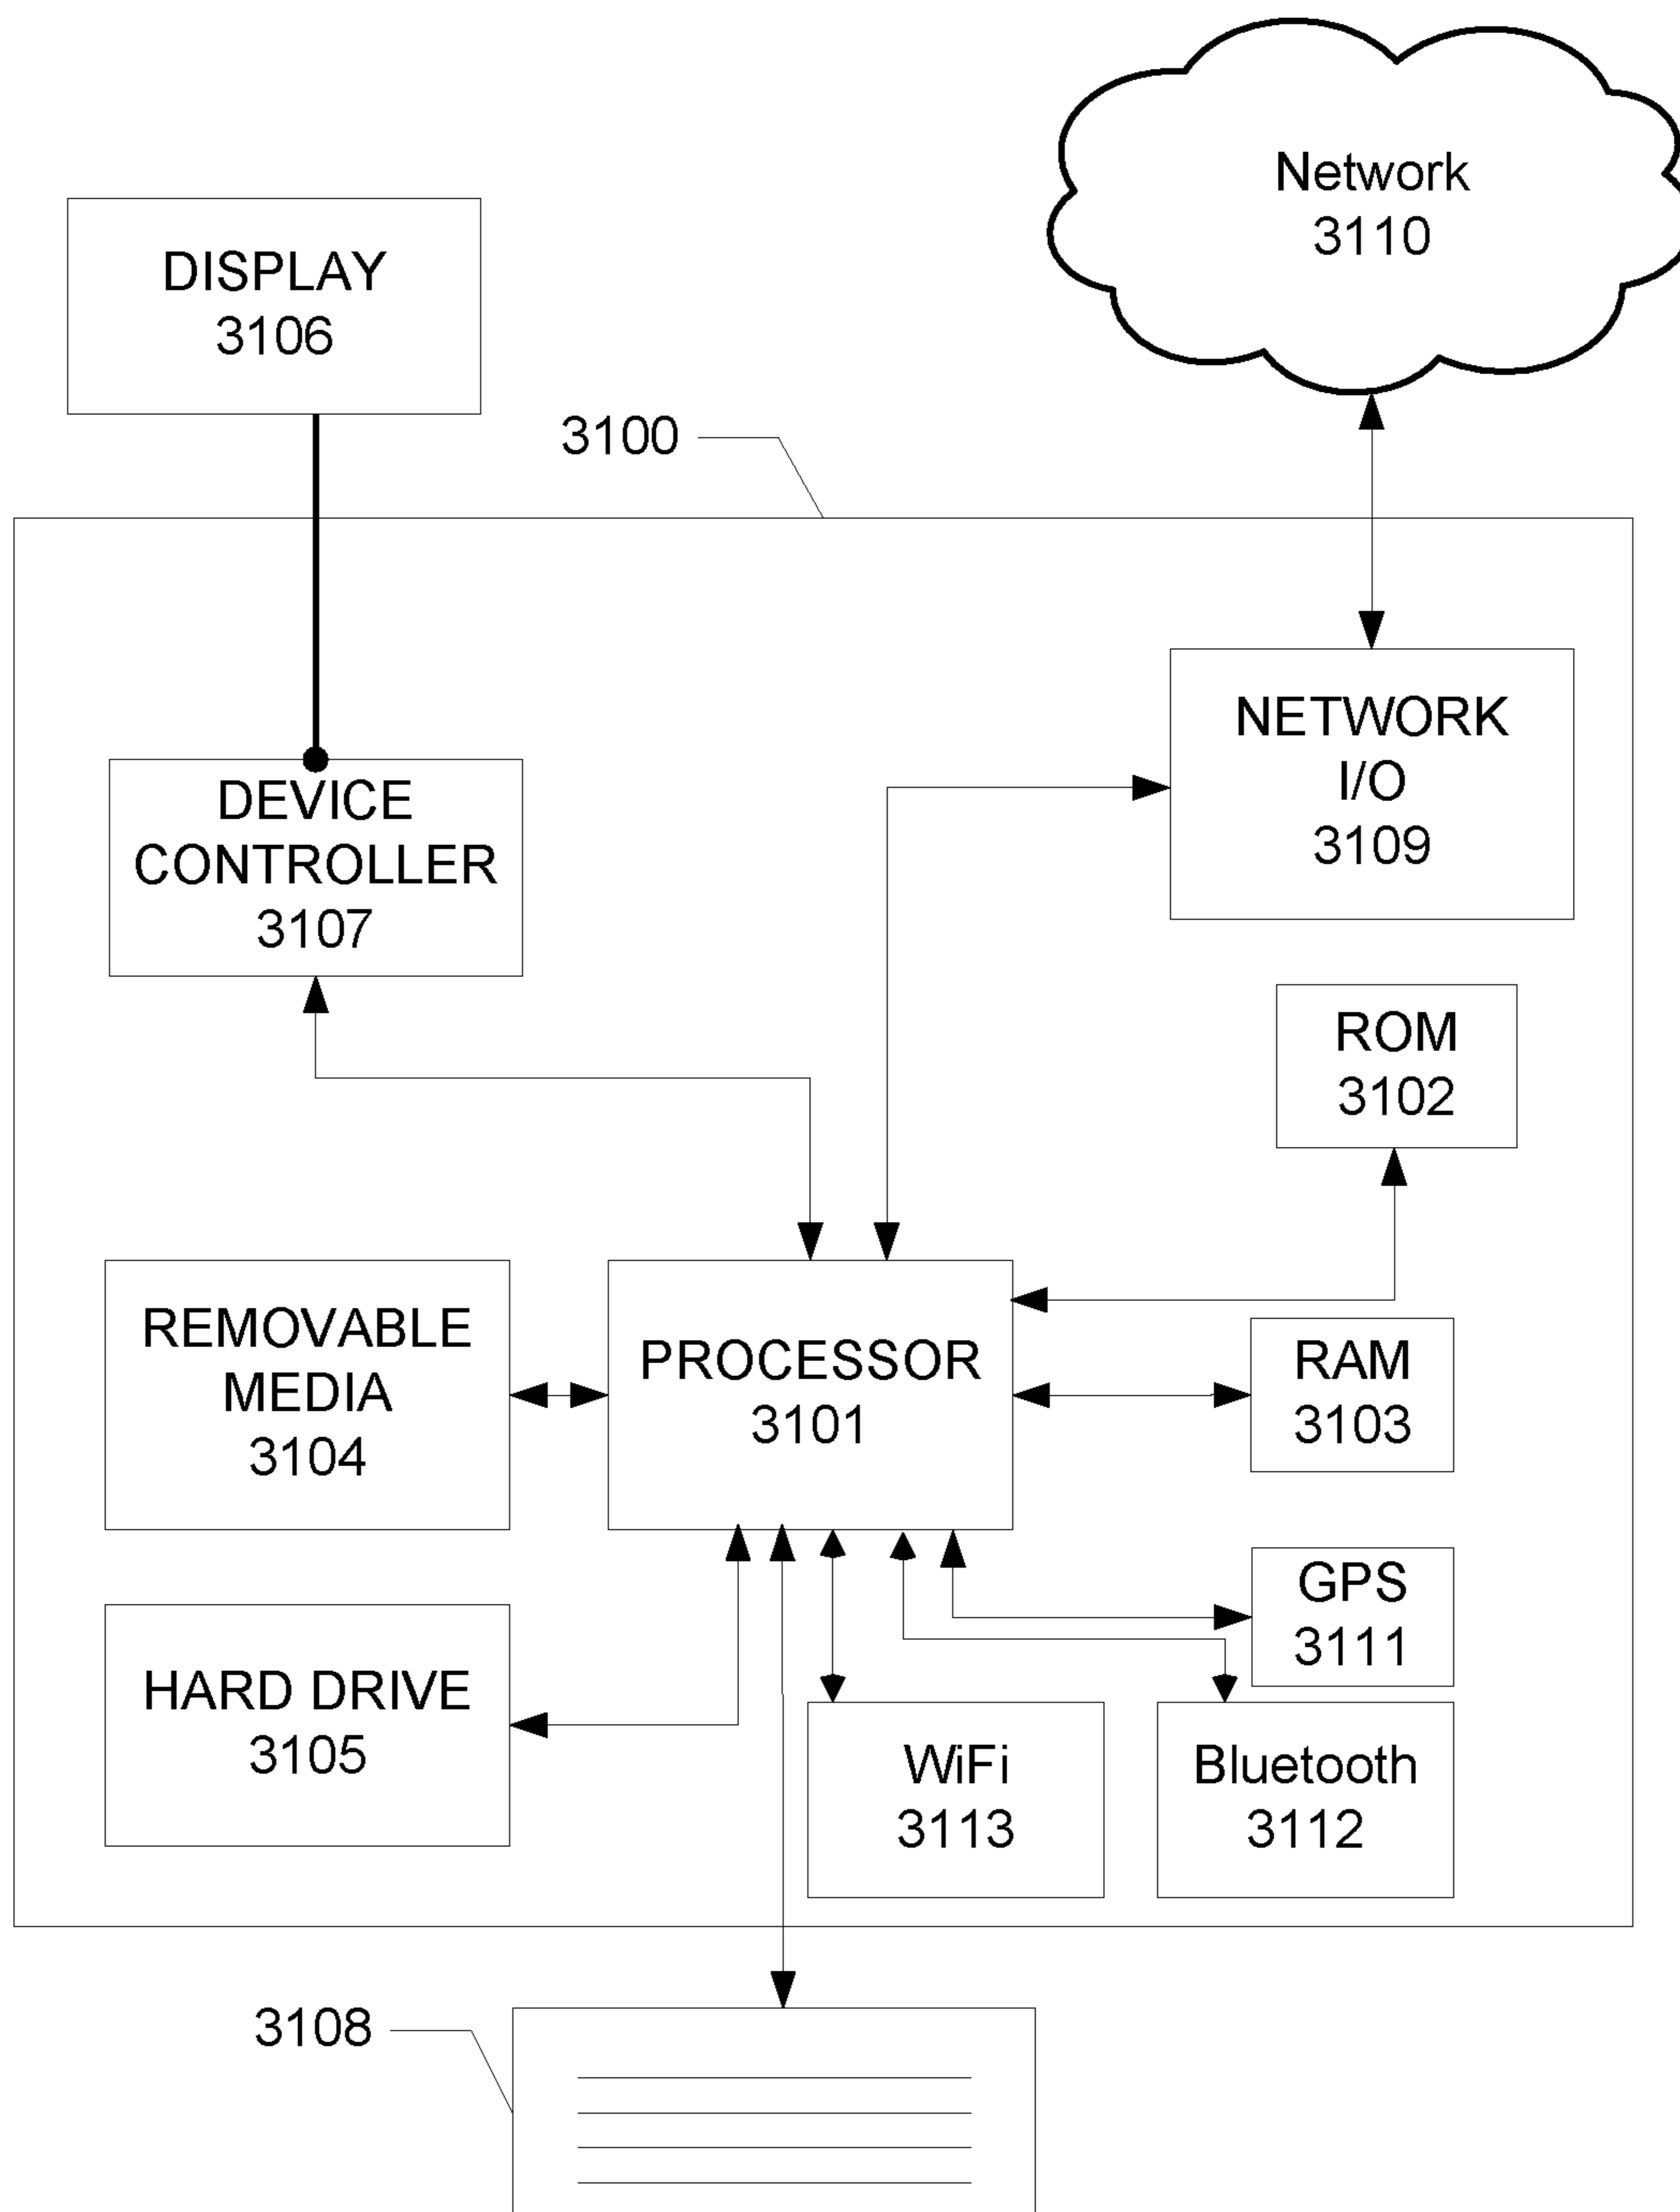 Network
3110
DISPLAY
3106
3100
DEVICE
CONTROLLER
3107
NETWORK
I/O
3109
ROM
3102
REMOVABLE
MEDIA
3104
PROCESSOR
3101
RAM
3103
HARD DRIVE
3105
GPS
3111
WiFi
3113
Bluetooth
3112
3108